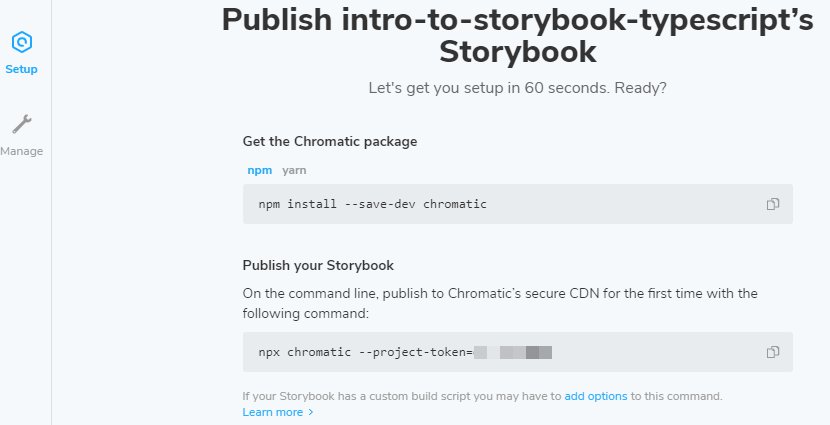 Publish intro-to-storybook-typescript’s
Storybook
Setup
Let's get you setup in 60 seconds. Ready?
Manage
Get the Chromatic package
npm yarn
npm install --save-dev chromatic
Publish your Storybook
On the command line, publish to Chromatic’s secure CDN for the first time with the
following command:
npx chromatic --project-token=
If your Storybook has a custom build script you may have to add options to this command.
Learn more